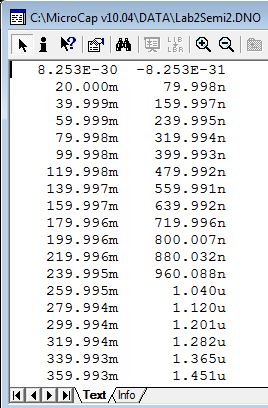 C:\MicroCap v10.04\DATA\Lab2Semi2.DNO
LIB
LBR
8.253E-30 -8.253E-31
20.000m 79.998n
39.999m 159.997n
59.999m 239.995n
79.998m 319.994n
99.998m 399.993n
119.998m 479.992n
139.997m 559.991n
159.997m 639.992n
179.996m 719.996n
199.996m 800.007n
219.996m 880.032n
239.995m 960.088n
259.995m 1.040u
279.994m 1.120u
299.994m 1.201u
319.994m 1.282u
339.993m 1.365u
359.993m 1.451u
Text Info